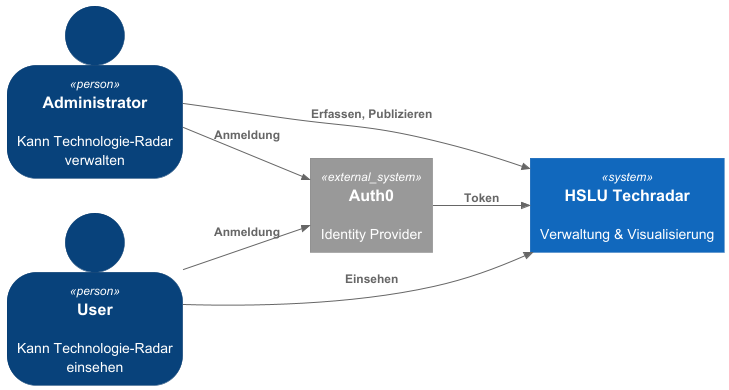 «person»
Administrator
Kann Technologie-Radar
verwalten
Erfassen, Publizieren
Anmeldung
«external_system»
Auth0
Identity Provider
Token
«system»
HSLU Techradar
Verwaltung & Visualisierung
Anmeldung
Einsehen
«person»
User
Kann Technologie-Radar
einsehen